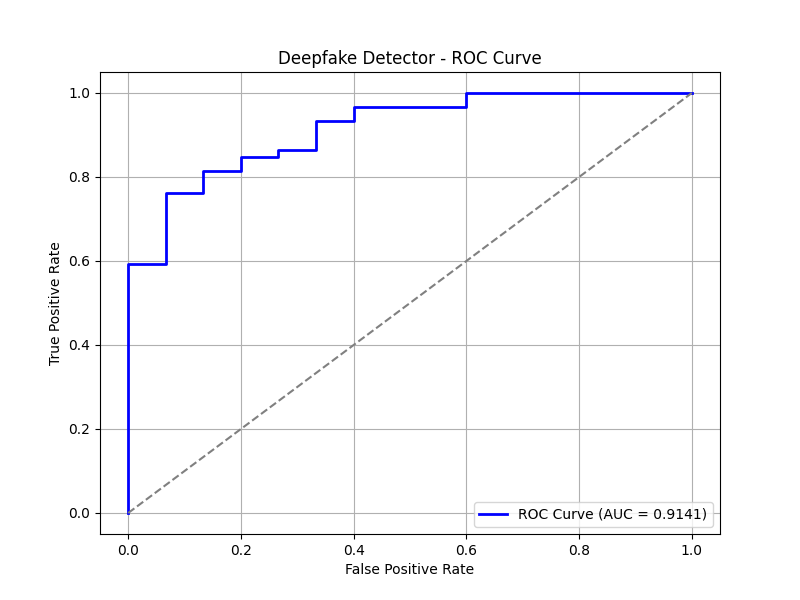 Deepfake Detector - ROC Curve
True Positive Rate
1.0
0.8
0.6
0.4
0.2
0.0
ROC Curve (AUC = 0.9141)
0.0 0.2 0.4 0.6 0.8 1.0
False Positive Rate